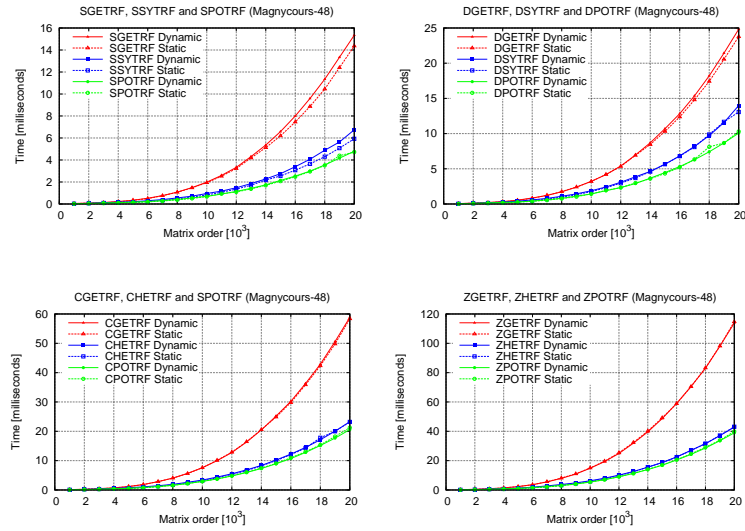 SGETRF, SSYTRF and SPOTRF (Magnycours-48)
16
14
12
10
8
6
4
2
0
Time [milliseconds]
SGETRF Dynamic
SGETRF Static
SSYTRF Dynamic
SSYTRF Static
SPOTRF Dynamic
SPOTRF Static
0 2 4 6 8 10 12 14 16 18 20
Matrix order [10^3]
DGETRF, DSYTRF and DPOTRF (Magnycours-48)
25
20
15
10
5
0
Time [milliseconds]
DGETRF Dynamic
DGETRF Static
DSYTRF Dynamic
DSYTRF Static
DPOTRF Dynamic
DPOTRF Static
0 2 4 6 8 10 12 14 16 18 20
Matrix order [10^3]
CGETRF, CHETRF and SPOTRF (Magnycours-48)
60
50
40
30
20
10
0
Time [milliseconds]
CGETRF Dynamic
CGETRF Static
CHETRF Dynamic
CHETRF Static
CPOTRF Dynamic
CPOTRF Static
0 2 4 6 8 10 12 14 16 18 20
Matrix order [10^3]
ZGETRF, ZHETRF and ZPOTRF (Magnycours-48)
120
100
80
60
40
20
0
Time [milliseconds]
ZGETRF Dynamic
ZGETRF Static
ZHETRF Dynamic
ZHETRF Static
ZPOTRF Dynamic
ZPOTRF Static
0 2 4 6 8 10 12 14 16 18 20
Matrix order [10^3]